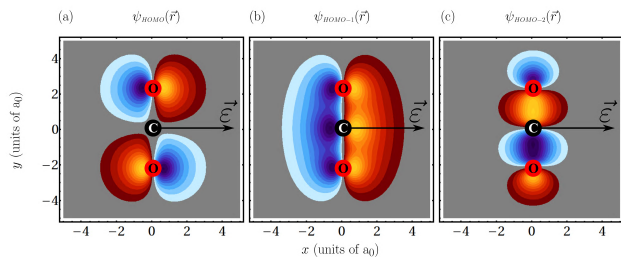 (a) ψHOMO(r⃗) (b) ψHOMO−1(r⃗) (c) ψHOMO−2(r⃗)
4
2
0
−2
−4
y (units of a0)
O
C
O
ε⃗
O
C
O
ε⃗
O
C
O
ε⃗
−4 −2 0 2 4 −4 −2 0 2 4 −4 −2 0 2 4
x (units of a0)